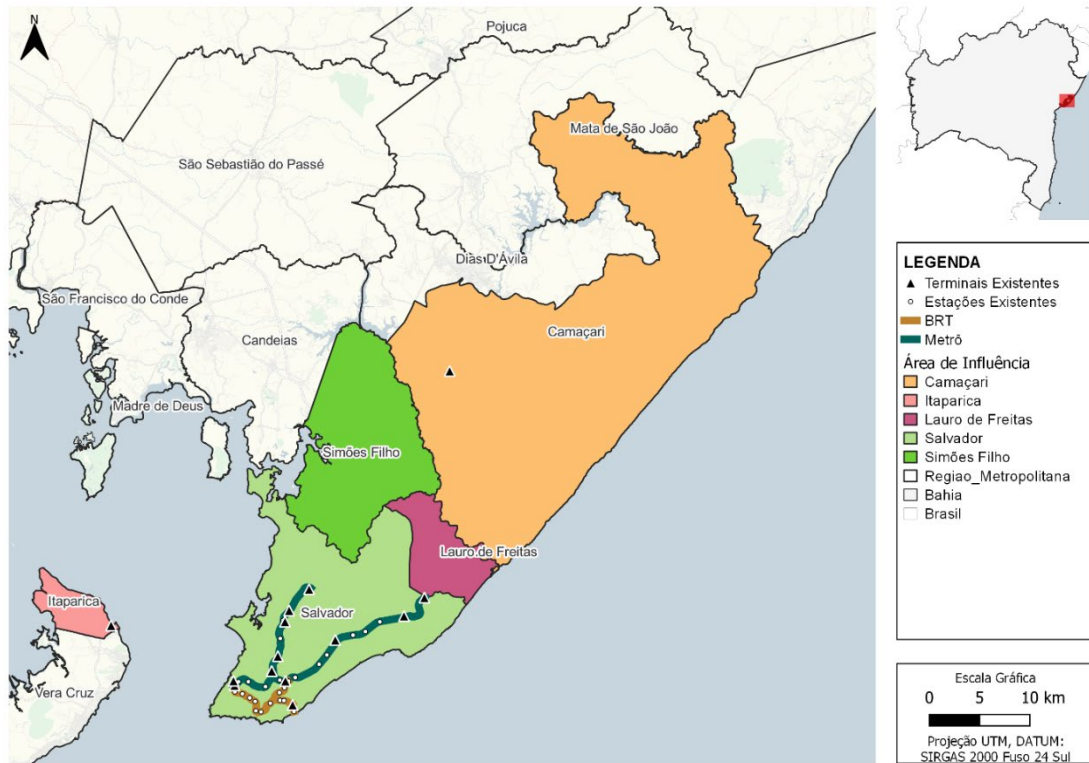 N
Pojuca
Mata de São João
São Sebastião do Passé
Dias D'Ávila
São Francisco do Conde
Candeias
Camaçari
Madre de Deus
Simões Filho
Lauro de Freitas
Itaparica
Salvador
Vera Cruz
LEGENDA
Terminais Existentes
Estações Existentes
BRT
Metrô
Área de Influência
Camaçari
Itaparica
Lauro de Freitas
Salvador
Simões Filho
Regiao_Metropolitana
Bahia
Brasil
Escala Gráfica
0 5 10 km
Projeção UTM, DATUM:
SIRGAS 2000 Fuso 24 Sul